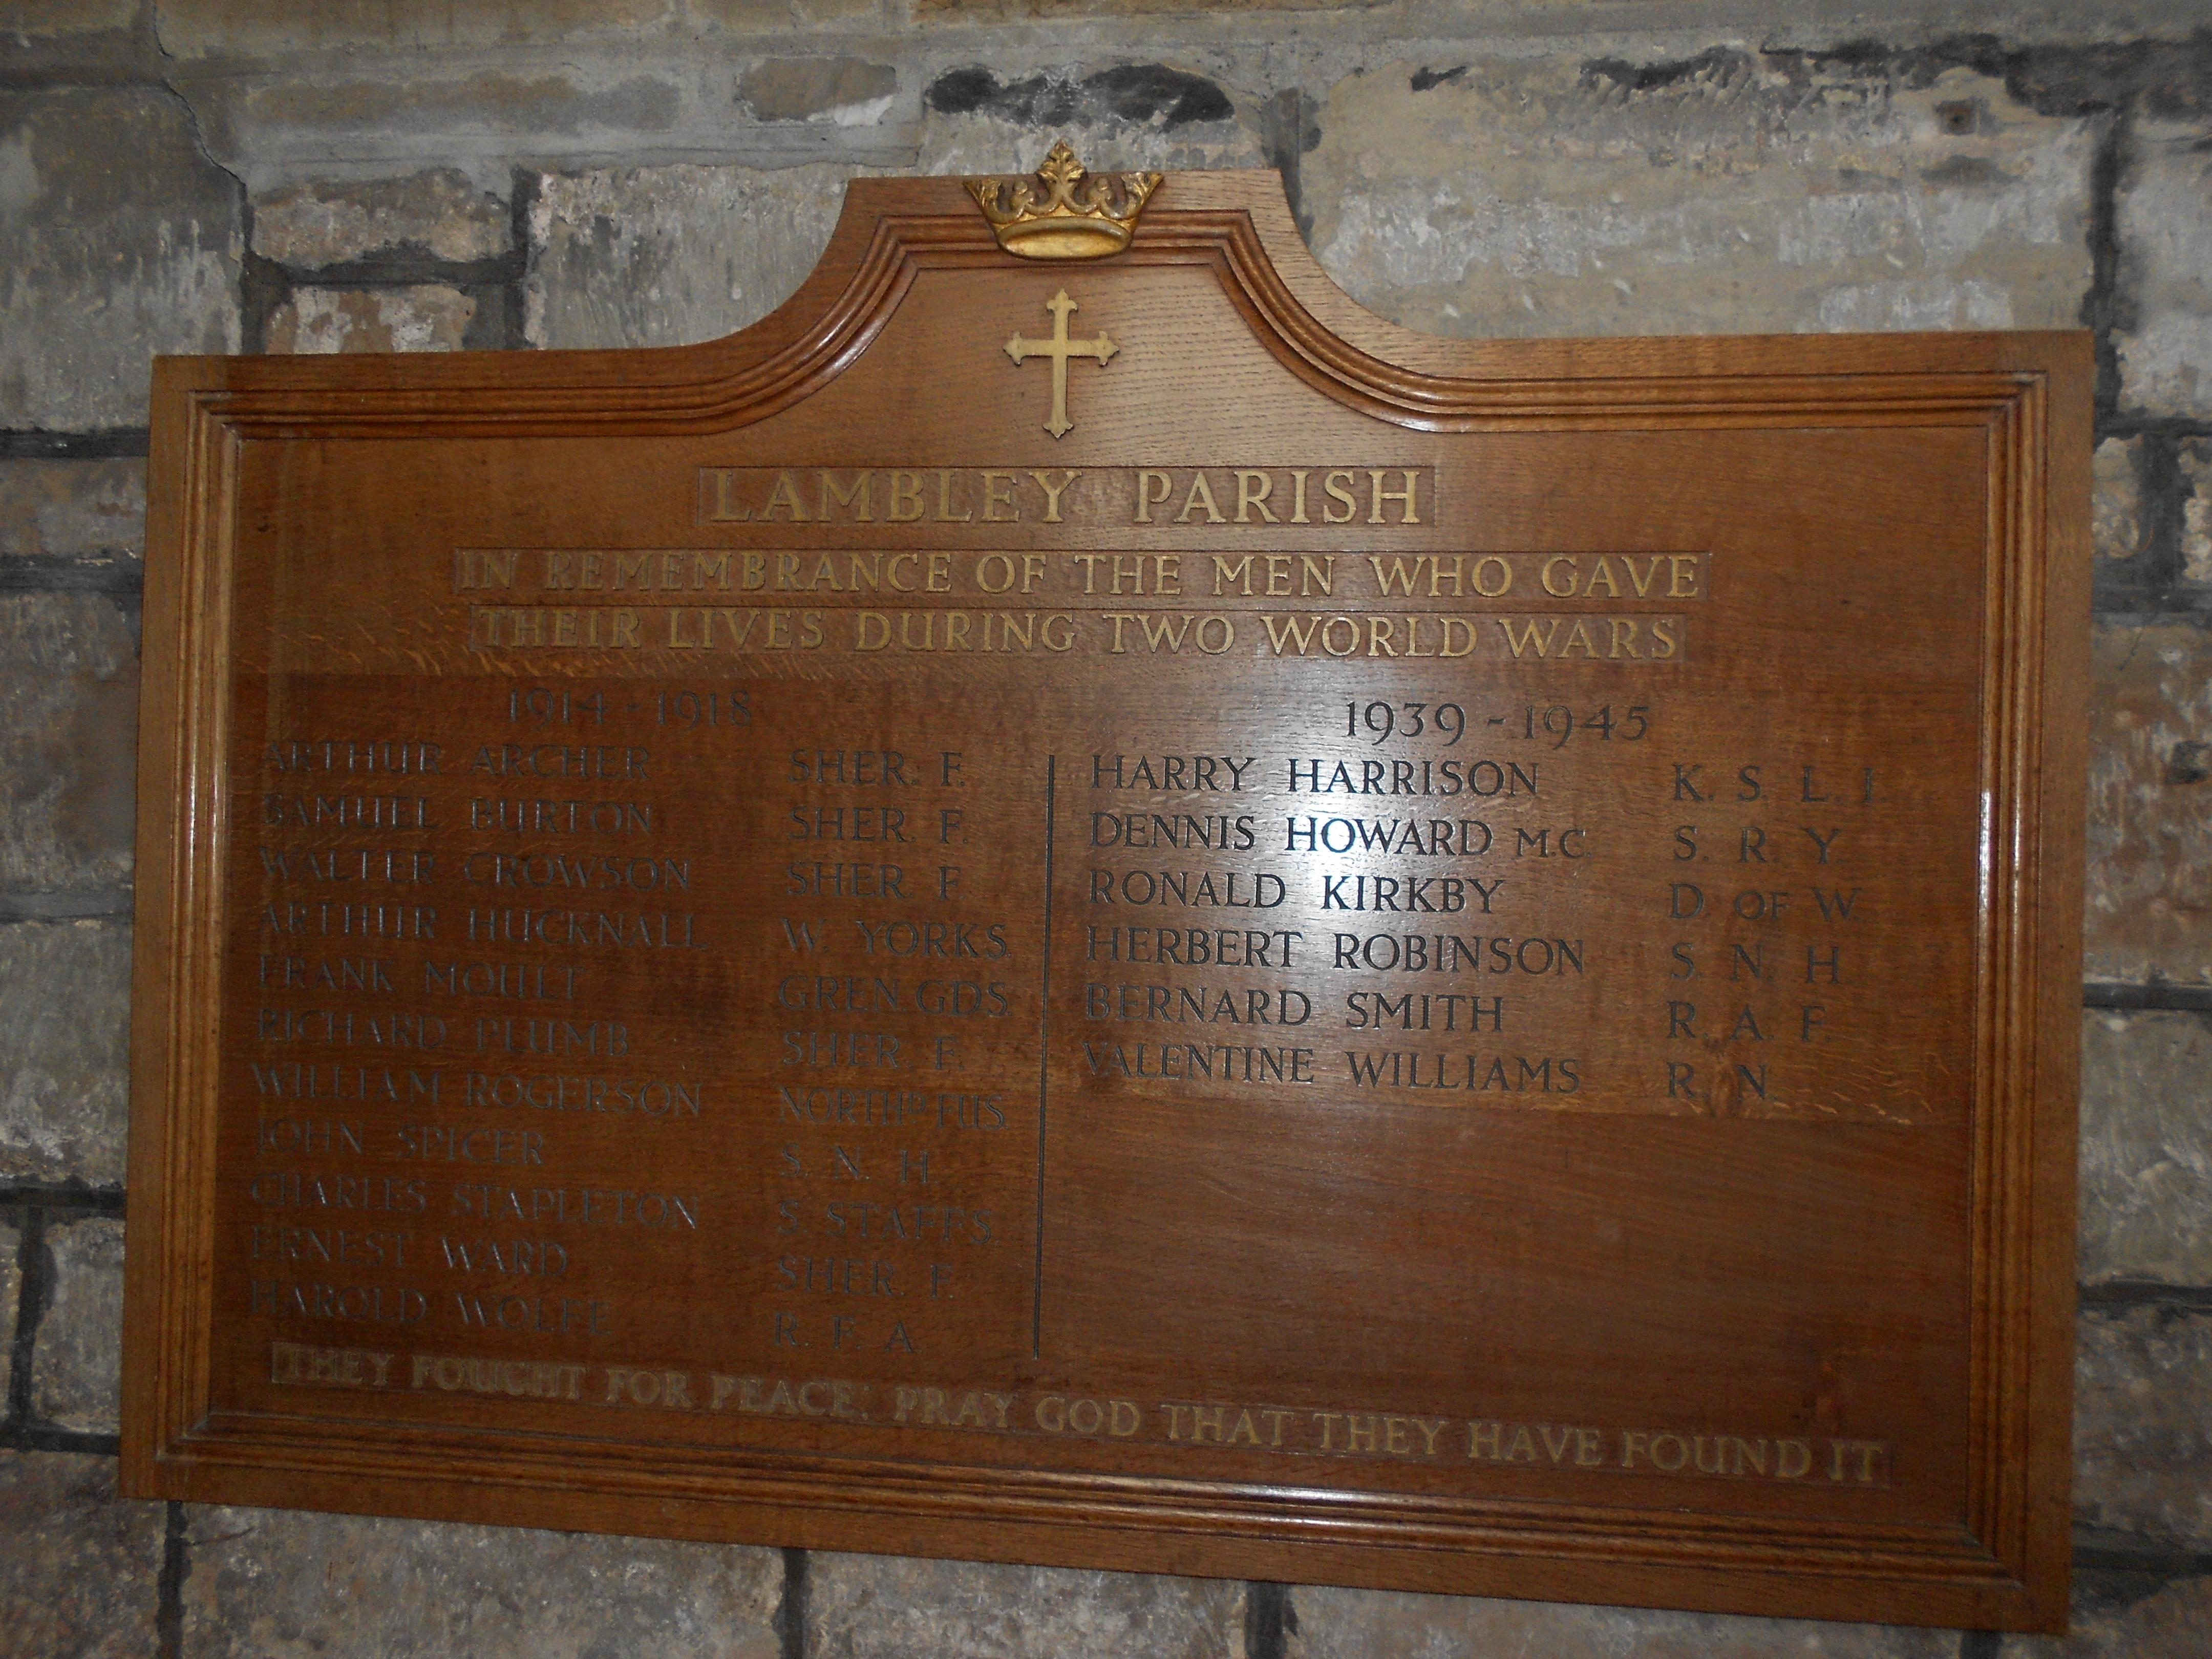 LAMBLEY PARISH
IN REMEMBRANCE OF THE MEN WHO GAVE
THEIR LIVES DURING TWO WORLD WARS
1914 - 1918
ARTHUR ARCHER SHER. F.
SAMUEL BURTON SHER. F.
WALTER CROWSON SHER. F.
ARTHUR HUCKNALL W. YORKS.
FRANK MOULT GREN. GDS.
RICHARD PLUMB SHER. F.
WILLIAM ROGERSON NORTHD FUS.
JOHN SPICER S. N. H.
CHARLES STAPLETON S. STAFFS.
ERNEST WARD SHER. F.
HAROLD WOLFE R. F. A.
1939 - 1945
HARRY HARRISON K. S. L. I.
DENNIS HOWARD M.C. S. R. Y.
RONALD KIRKBY D. OF W.
HERBERT ROBINSON S. N. H.
BERNARD SMITH R. A. F.
VALENTINE WILLIAMS R. N.
THEY FOUGHT FOR PEACE: PRAY GOD THAT THEY HAVE FOUND IT